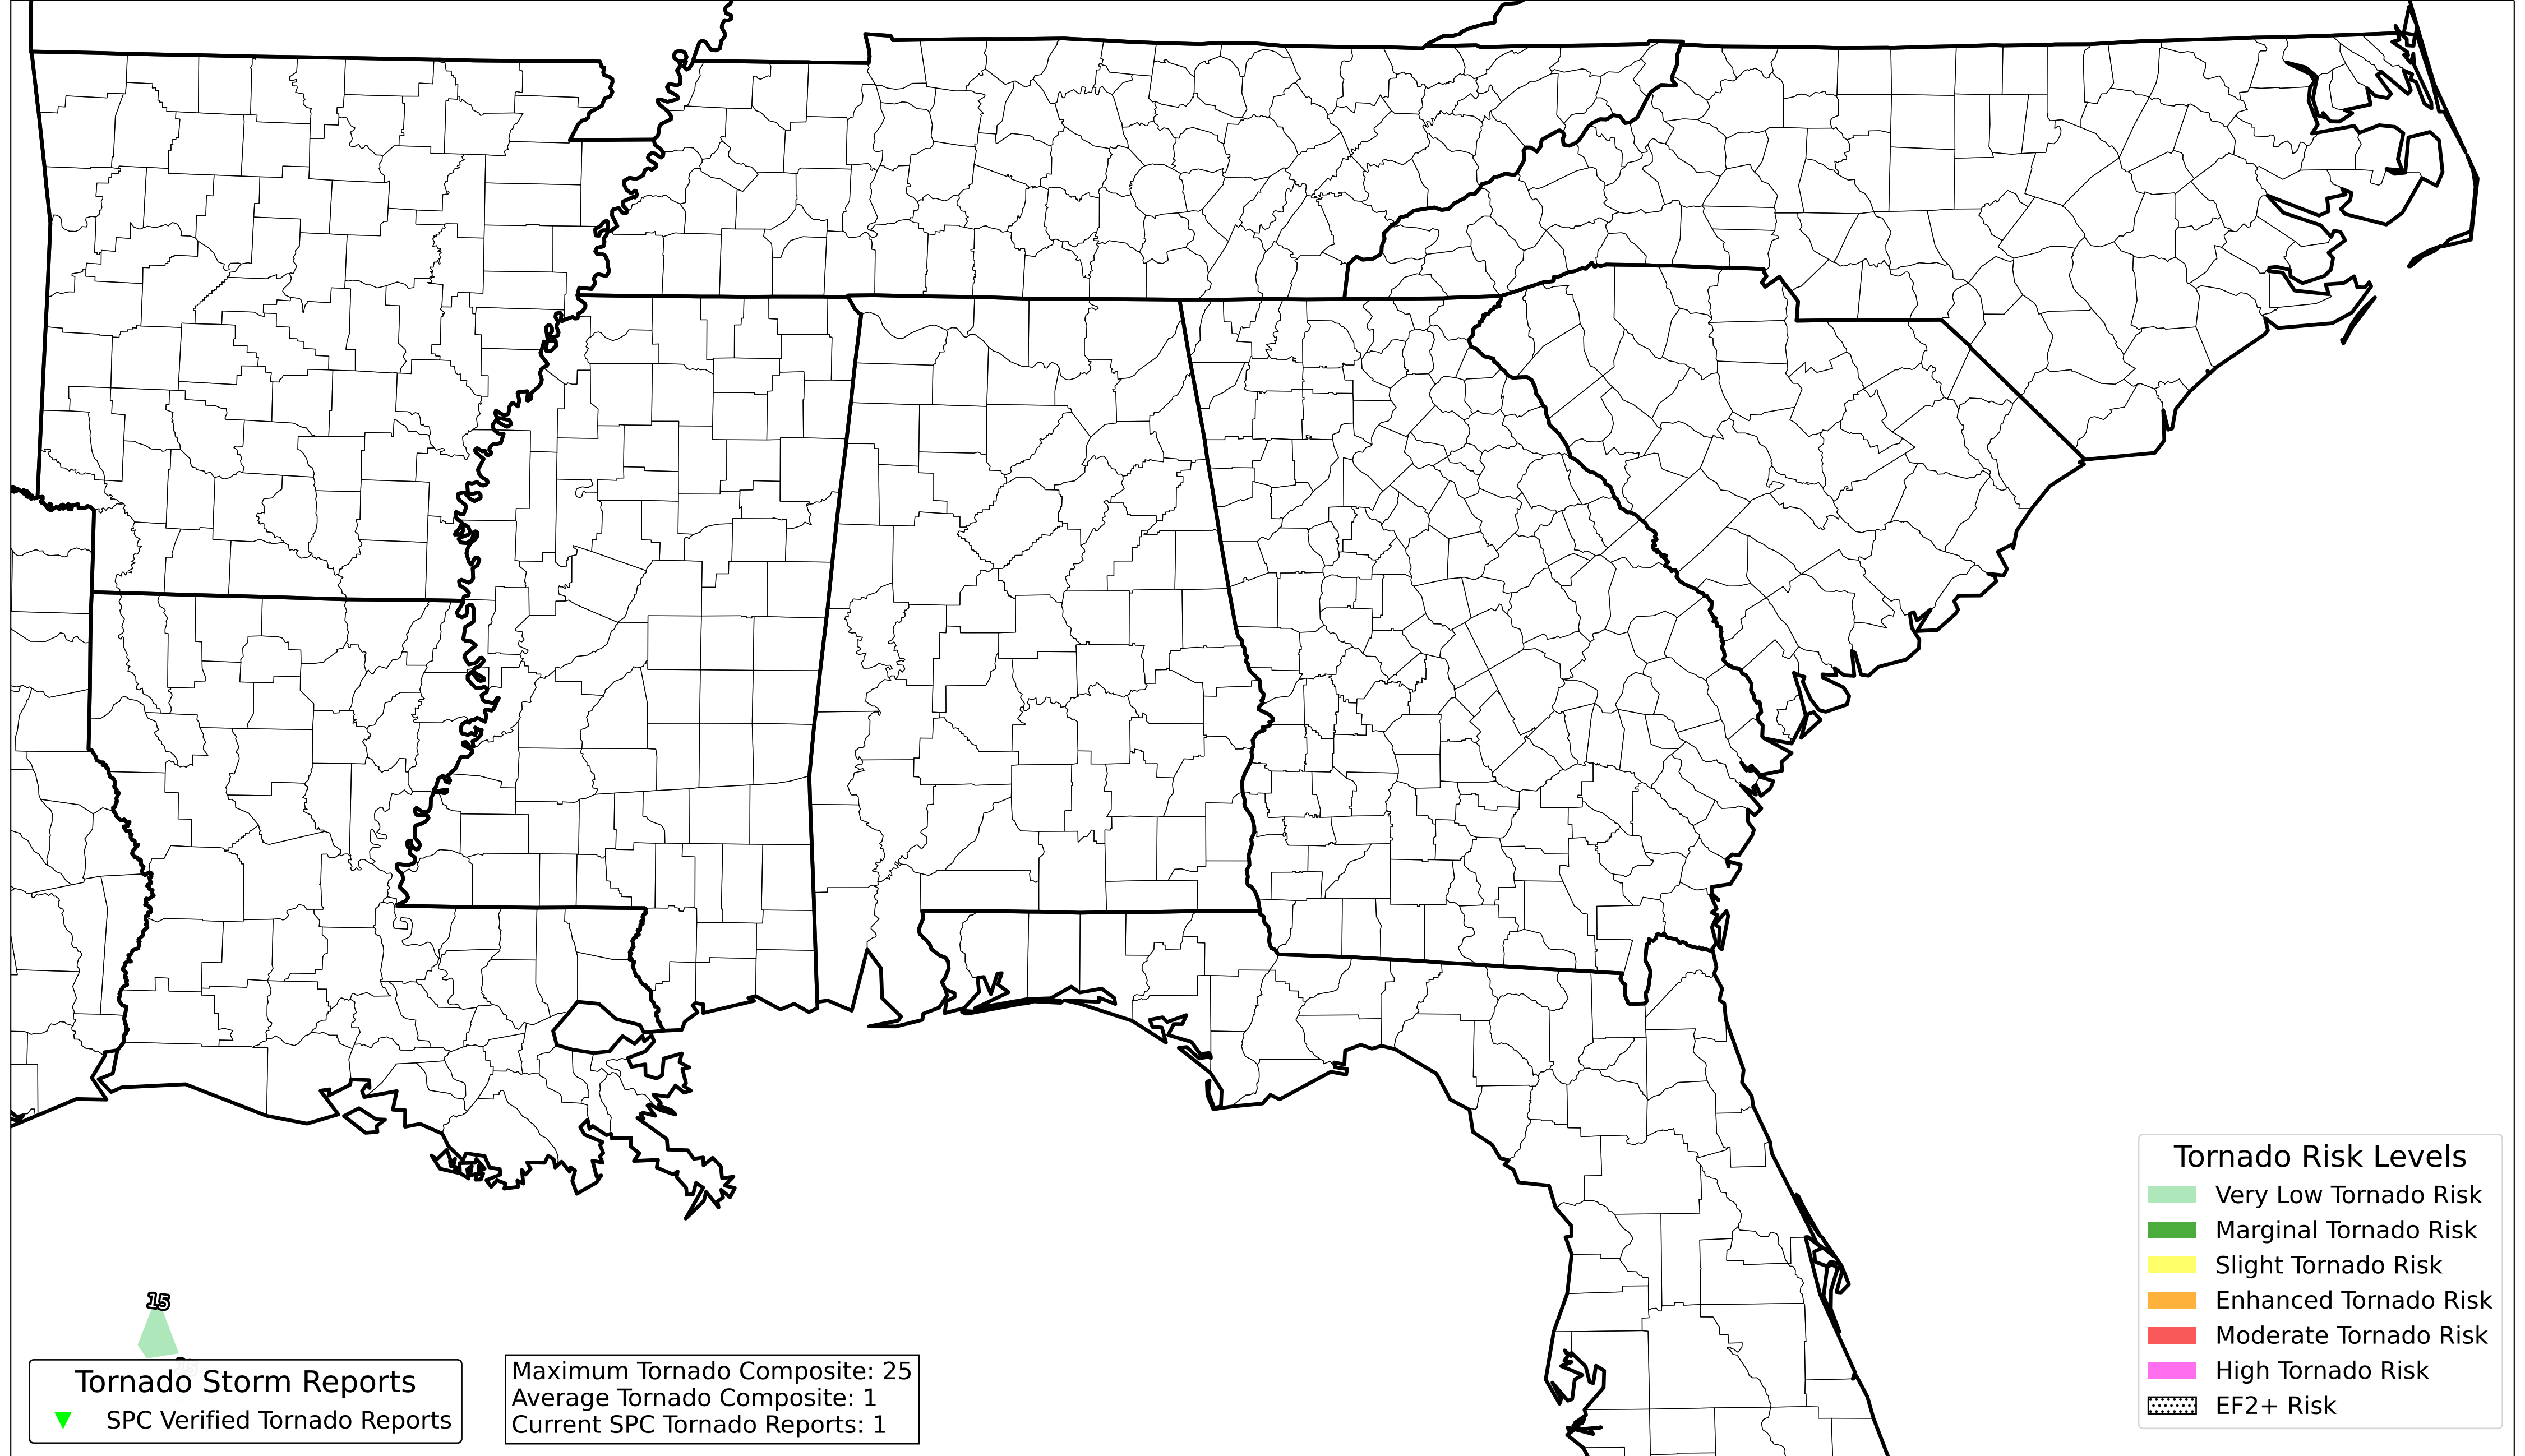 15
Tornado Storm Reports
SPC Verified Tornado Reports
Maximum Tornado Composite: 25
Average Tornado Composite: 1
Current SPC Tornado Reports: 1
Tornado Risk Levels
Very Low Tornado Risk
Marginal Tornado Risk
Slight Tornado Risk
Enhanced Tornado Risk
Moderate Tornado Risk
High Tornado Risk
EF2+ Risk